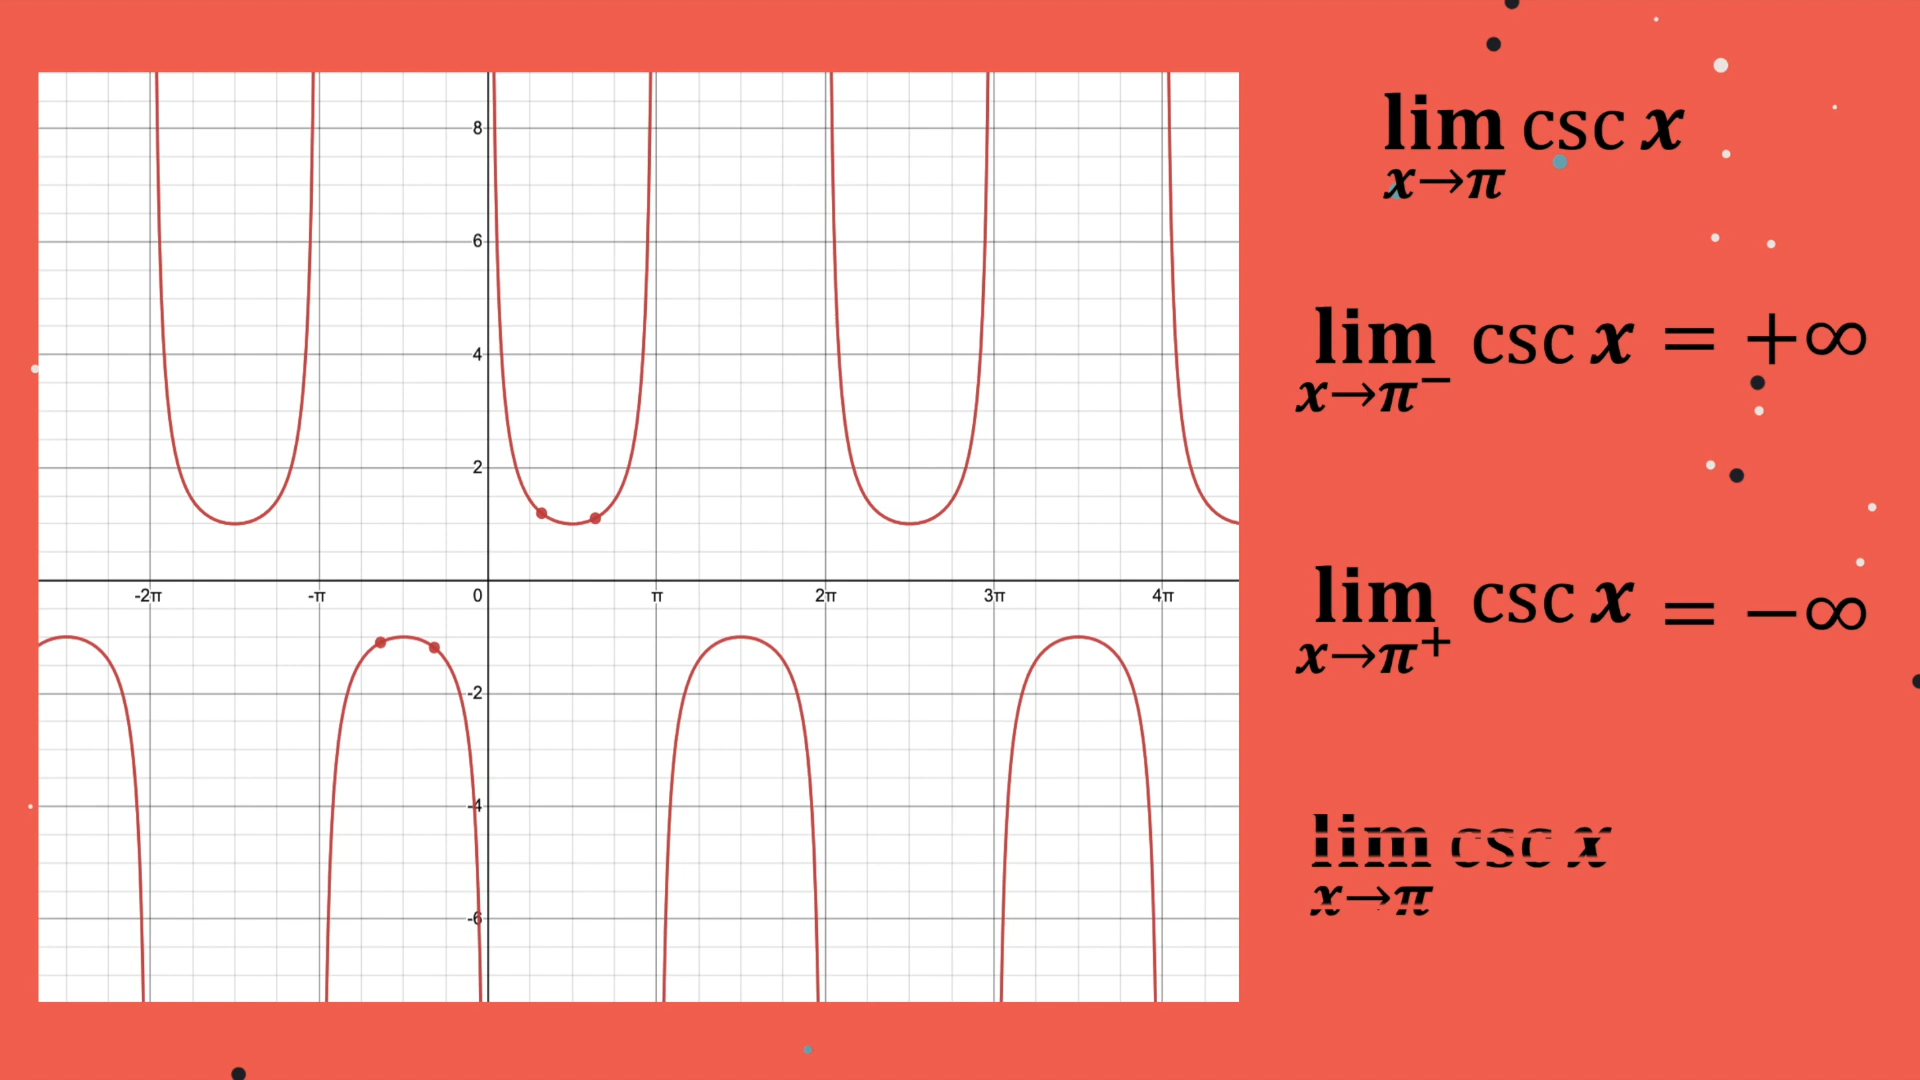 8
6
4
2
-2π -π 0 π 2π 3π 4π
-2
-4
-6
lim csc x
x→π
lim csc x = +∞
x→π⁻
lim csc x = −∞
x→π⁺
lim csc x
x→π